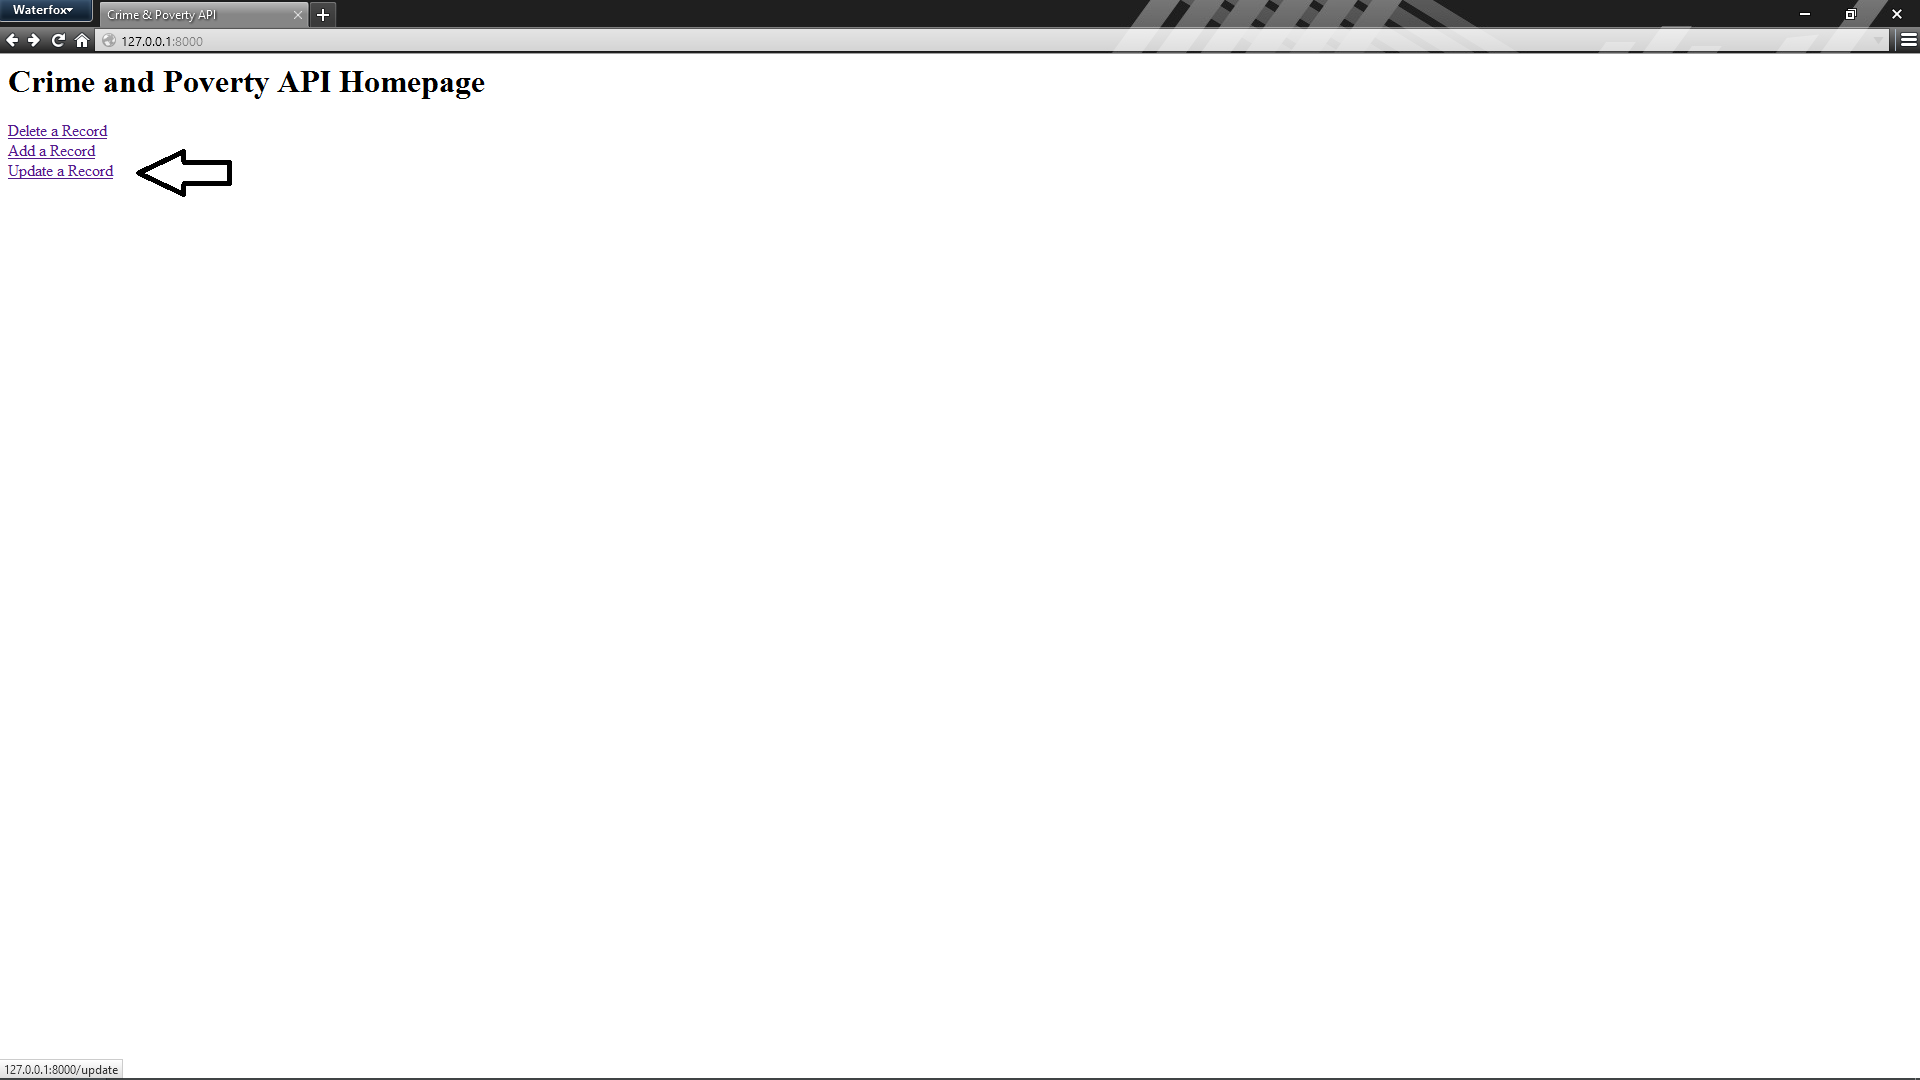 Waterfox
Crime & Poverty API
127.0.0.1:8000
Crime and Poverty API Homepage
Delete a Record
Add a Record
Update a Record
127.0.0.1:8000/update